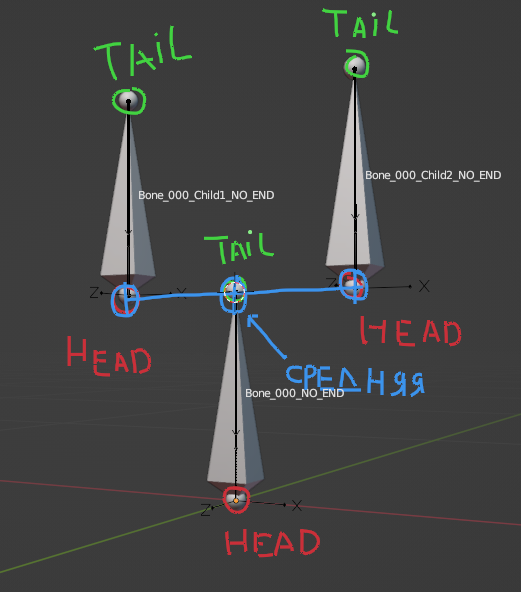 TAiL
TAiL
Bone_000_Child2_NO_END
Bone_000_Child1_NO_END
TAiL
Z
X
Z
X
HEAD
HEAD
СРЕДНЯЯ
Bone_000_NO_END
Z
X
HEAD